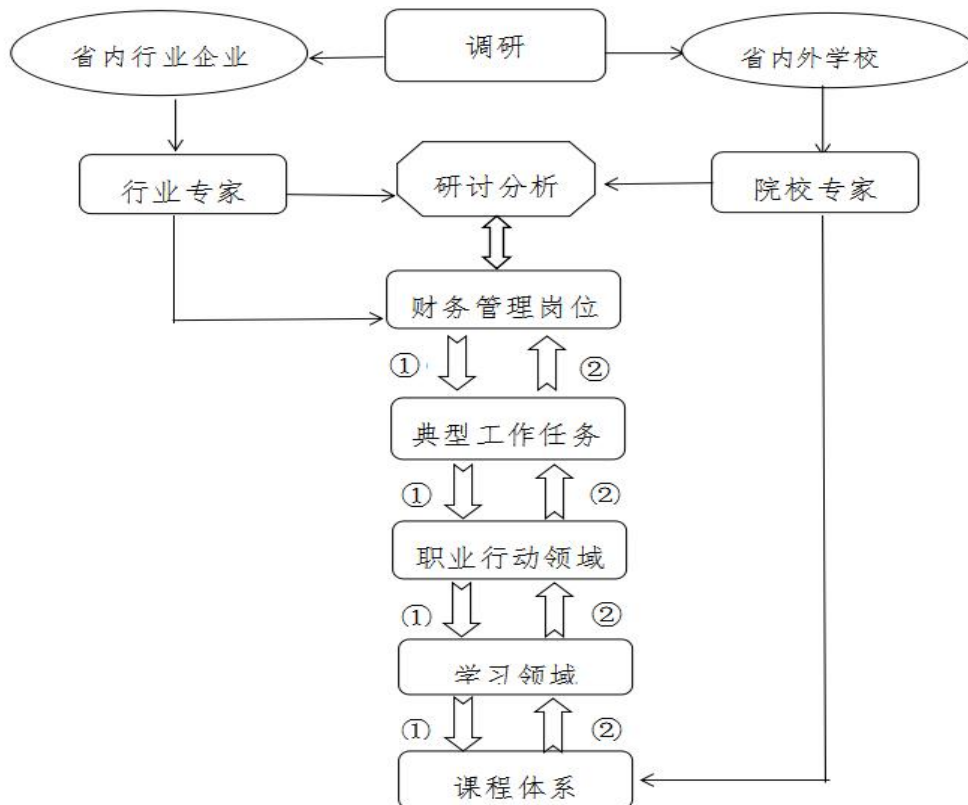 省内行业企业
调研
省内外学校
行业专家
研讨分析
院校专家
财务管理岗位
①
②
典型工作任务
①
②
职业行动领域
①
②
学习领域
①
②
课程体系